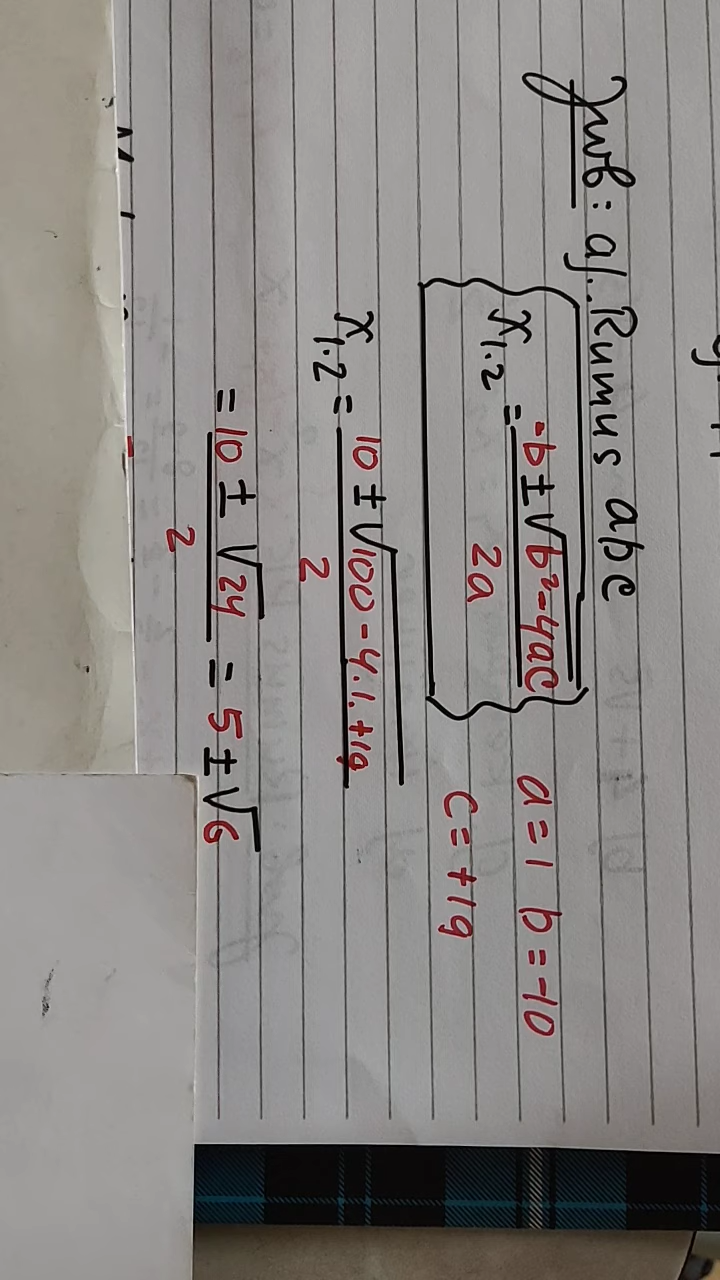 Jwb: a). Rumus abc
x₁.₂ = -b ± √b²-4ac / 2a
a = 1 b = -10
c = +19
x₁.₂ = 10 ± √100 - 4.1.+19 / 2
= 10 ± √24 / 2 = 5 ± √6